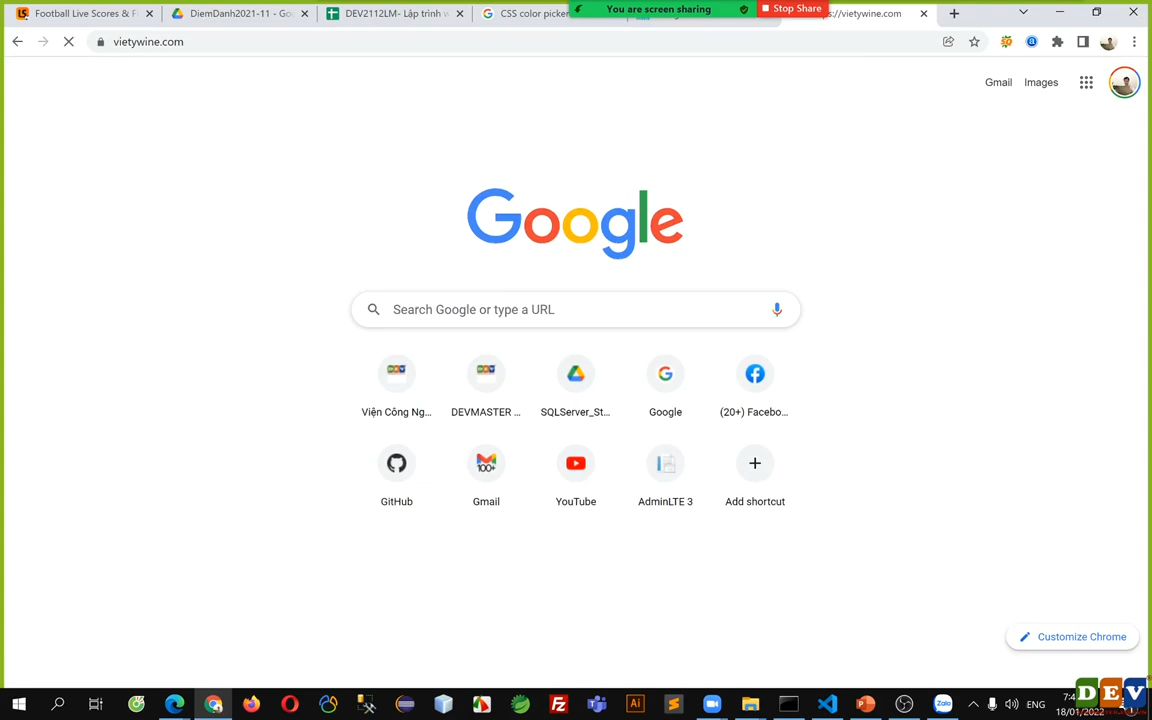 Football Live Scores & F
DiemDanh2021-11 - Go
DEV2112LM- Lập trình w
CSS color picker
You are screen sharing
Stop Share
://vietywine.com
vietywine.com
Gmail
Images
Google
Search Google or type a URL
Viện Công Ng...
DEVMASTER ...
SQLServer_St...
Google
(20+) Facebo...
100+
GitHub
Gmail
YouTube
AdminLTE 3
Add shortcut
Customize Chrome
ENG
18/01/2022
DEV